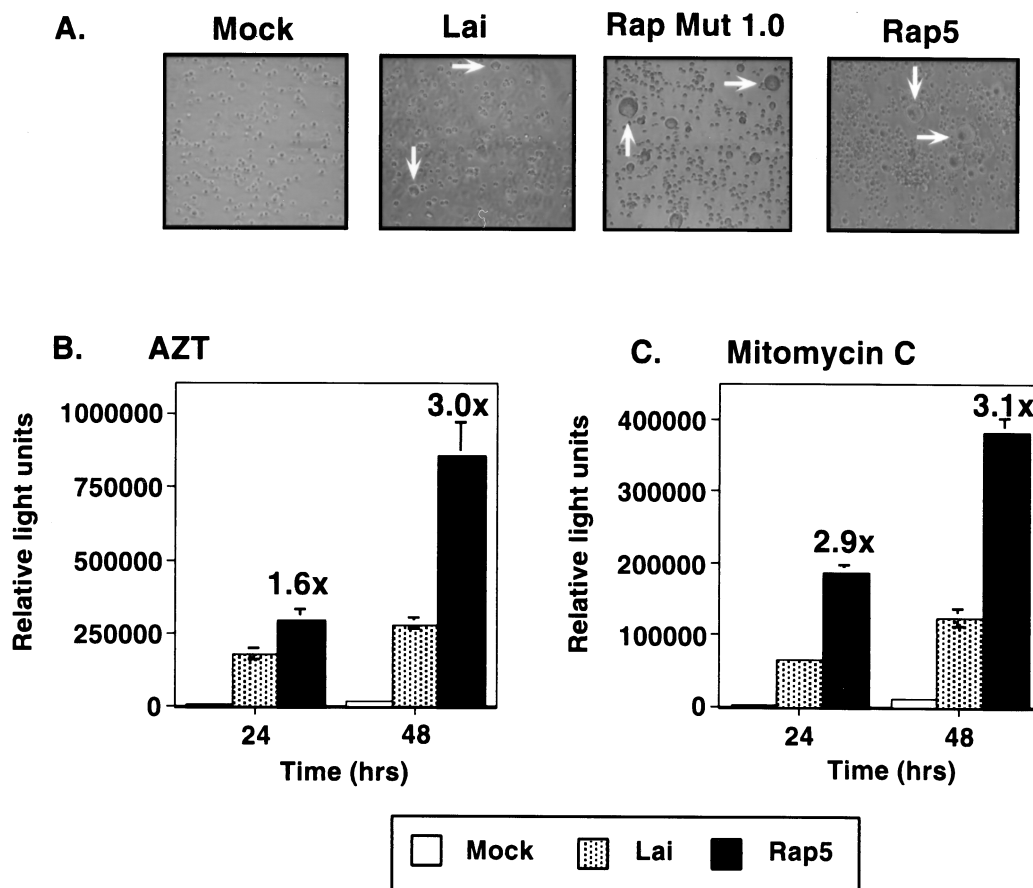 A.
Mock
Lai
Rap Mut 1.0
Rap5
B. AZT
Relative light units
1000000
750000
500000
250000
0
1.6x
3.0x
24
48
Time (hrs)
C. Mitomycin C
Relative light units
400000
300000
200000
100000
0
2.9x
3.1x
24
48
Time (hrs)
Mock
Lai
Rap5